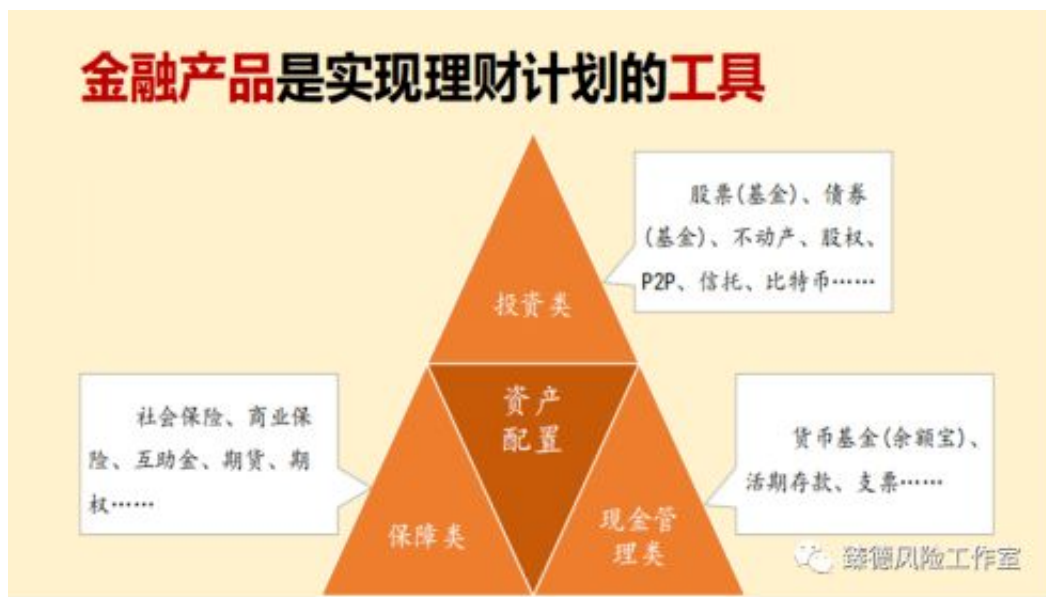 金融产品是实现理财计划的工具
股票(基金)、债券
(基金)、不动产、股权、
P2P、信托、比特币……
投资类
社会保险、商业保
险、互助金、期货、期
权……
资产
配置
货币基金(余额宝)、
活期存款、支票……
保障类
现金管
理类
臻德风险工作室